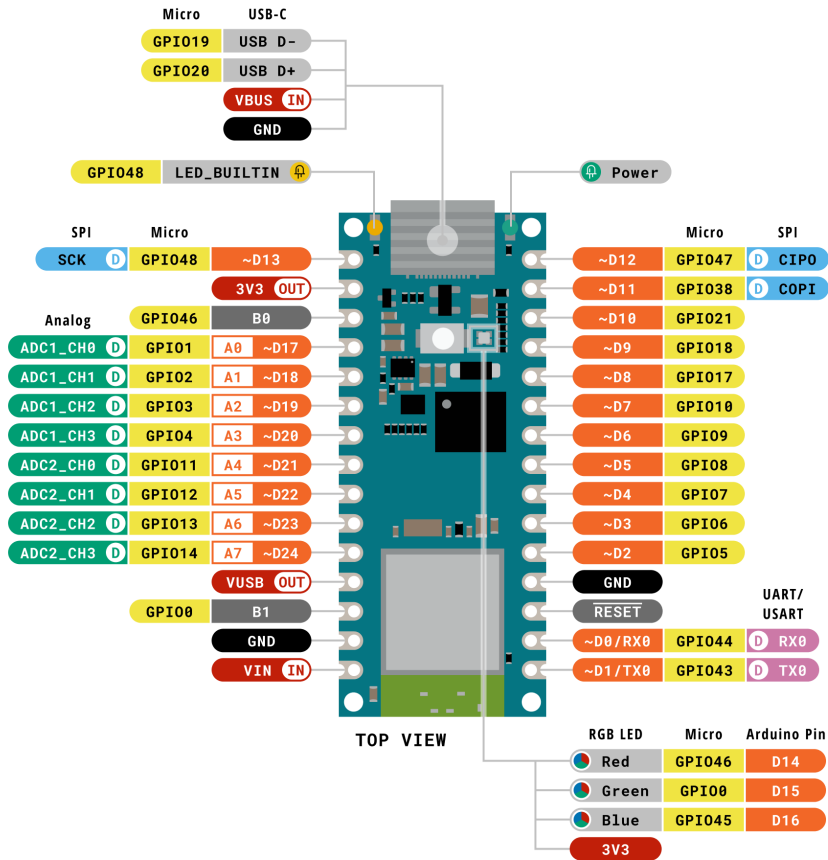 Micro USB-C
GPIO19 USB D-
GPIO20 USB D+
VBUS IN
GND
GPIO48 LED_BUILTIN
Power
SPI Micro
Micro SPI
SCK D GPIO48 ~D13
~D12 GPIO47 D CIPO
3V3 OUT
~D11 GPIO38 D COPI
GPIO46 B0
~D10 GPIO21
Analog
ADC1_CH0 D GPIO1 A0 ~D17
~D9 GPIO18
ADC1_CH1 D GPIO2 A1 ~D18
~D8 GPIO17
ADC1_CH2 D GPIO3 A2 ~D19
~D7 GPIO10
ADC1_CH3 D GPIO4 A3 ~D20
~D6 GPIO9
ADC2_CH0 D GPIO11 A4 ~D21
~D5 GPIO8
ADC2_CH1 D GPIO12 A5 ~D22
~D4 GPIO7
ADC2_CH2 D GPIO13 A6 ~D23
~D3 GPIO6
ADC2_CH3 D GPIO14 A7 ~D24
~D2 GPIO5
VUSB OUT
GND
GPIO0 B1
RESET
UART/
USART
GND
~D0/RX0 GPIO44 D RX0
VIN IN
~D1/TX0 GPIO43 D TX0
TOP VIEW
RGB LED Micro Arduino Pin
Red GPIO46 D14
Green GPIO0 D15
Blue GPIO45 D16
3V3